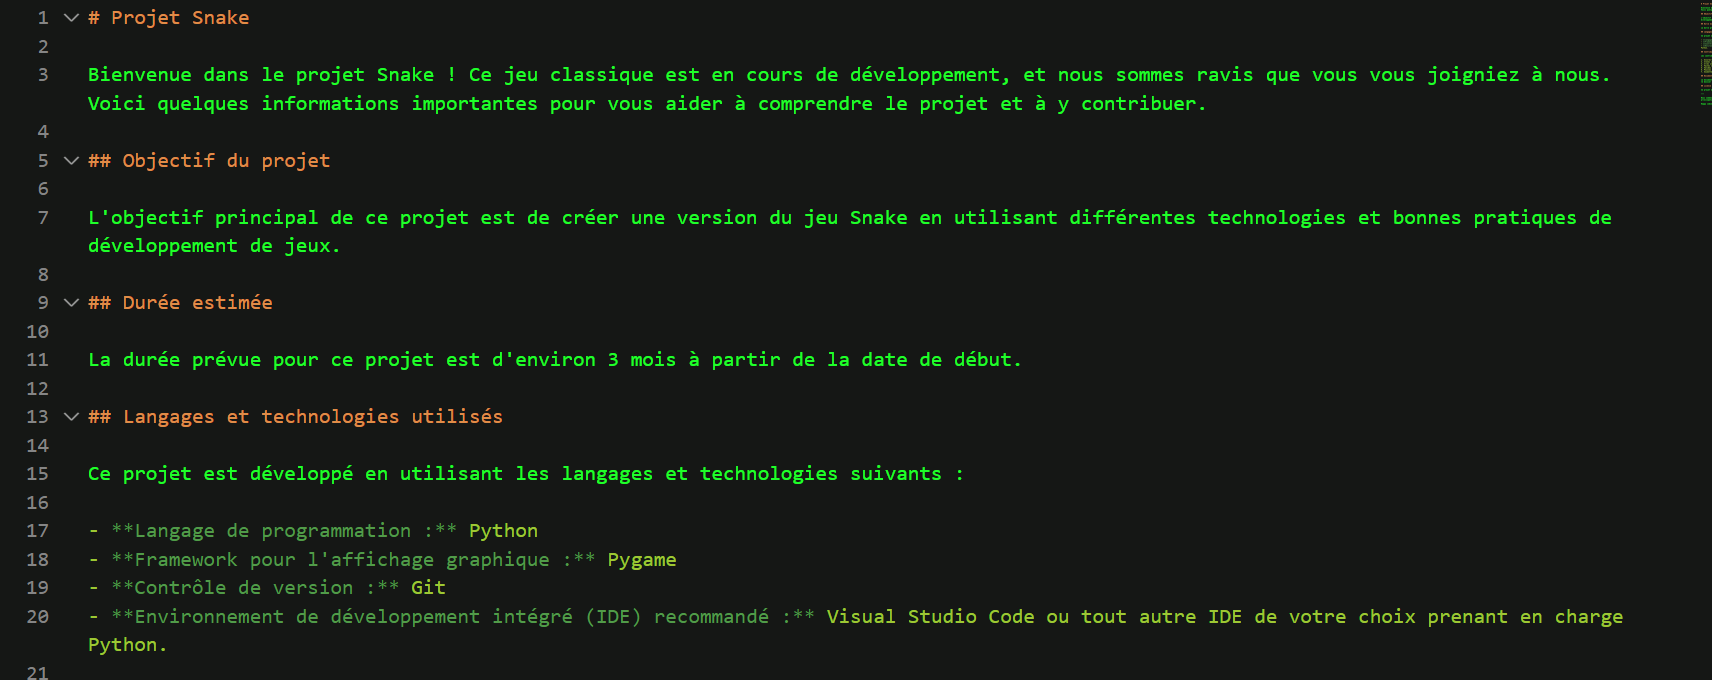 1 # Projet Snake
2
3 Bienvenue dans le projet Snake ! Ce jeu classique est en cours de développement, et nous sommes ravis que vous vous joigniez à nous.
Voici quelques informations importantes pour vous aider à comprendre le projet et à y contribuer.
4
5 ## Objectif du projet
6
7 L'objectif principal de ce projet est de créer une version du jeu Snake en utilisant différentes technologies et bonnes pratiques de
développement de jeux.
8
9 ## Durée estimée
10
11 La durée prévue pour ce projet est d'environ 3 mois à partir de la date de début.
12
13 ## Langages et technologies utilisés
14
15 Ce projet est développé en utilisant les langages et technologies suivants :
16
17 - **Langage de programmation :** Python
18 - **Framework pour l'affichage graphique :** Pygame
19 - **Contrôle de version :** Git
20 - **Environnement de développement intégré (IDE) recommandé :** Visual Studio Code ou tout autre IDE de votre choix prenant en charge
Python.
21